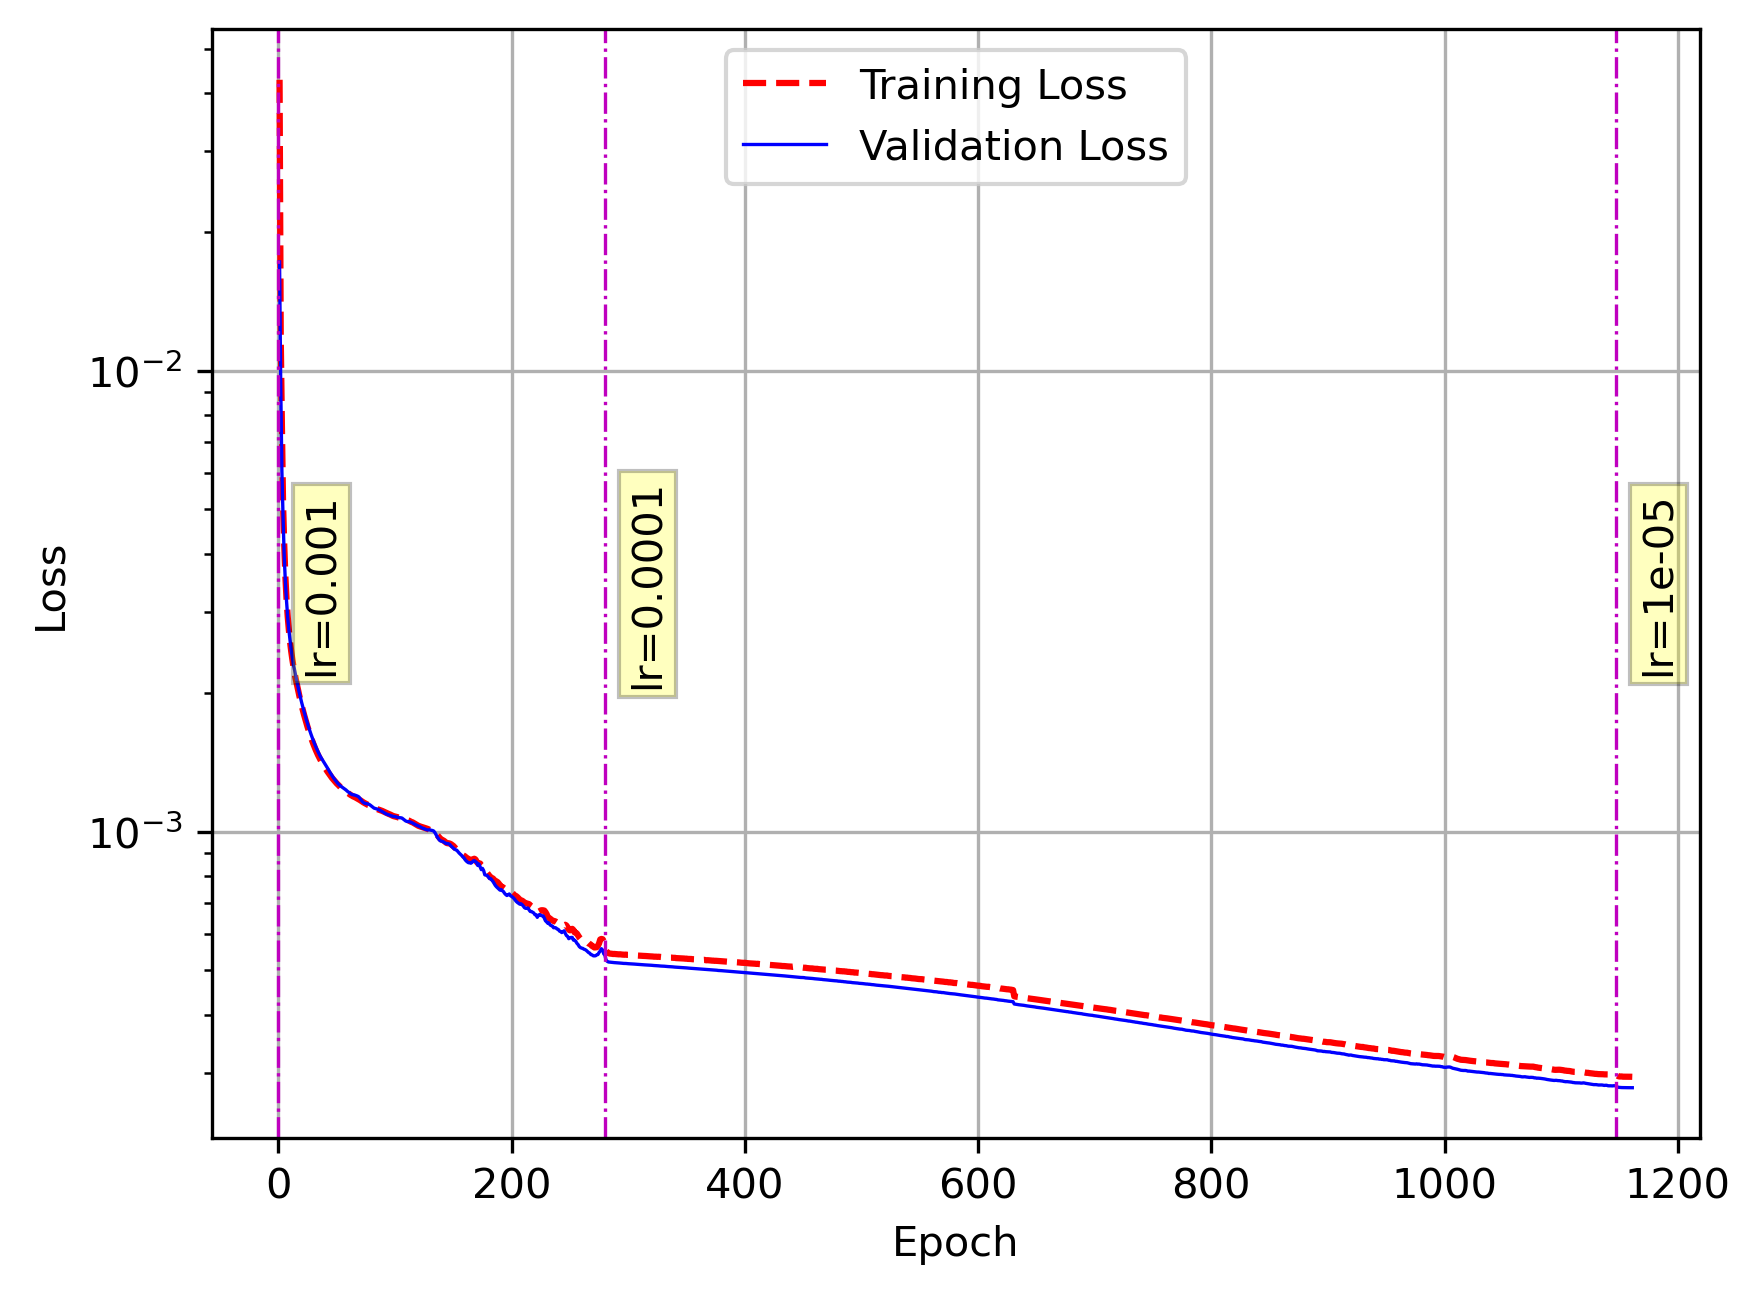 Training Loss
Validation Loss
10⁻²
10⁻³
Loss
lr=0.001
lr=0.0001
lr=1e-05
0
200
400
600
800
1000
1200
Epoch